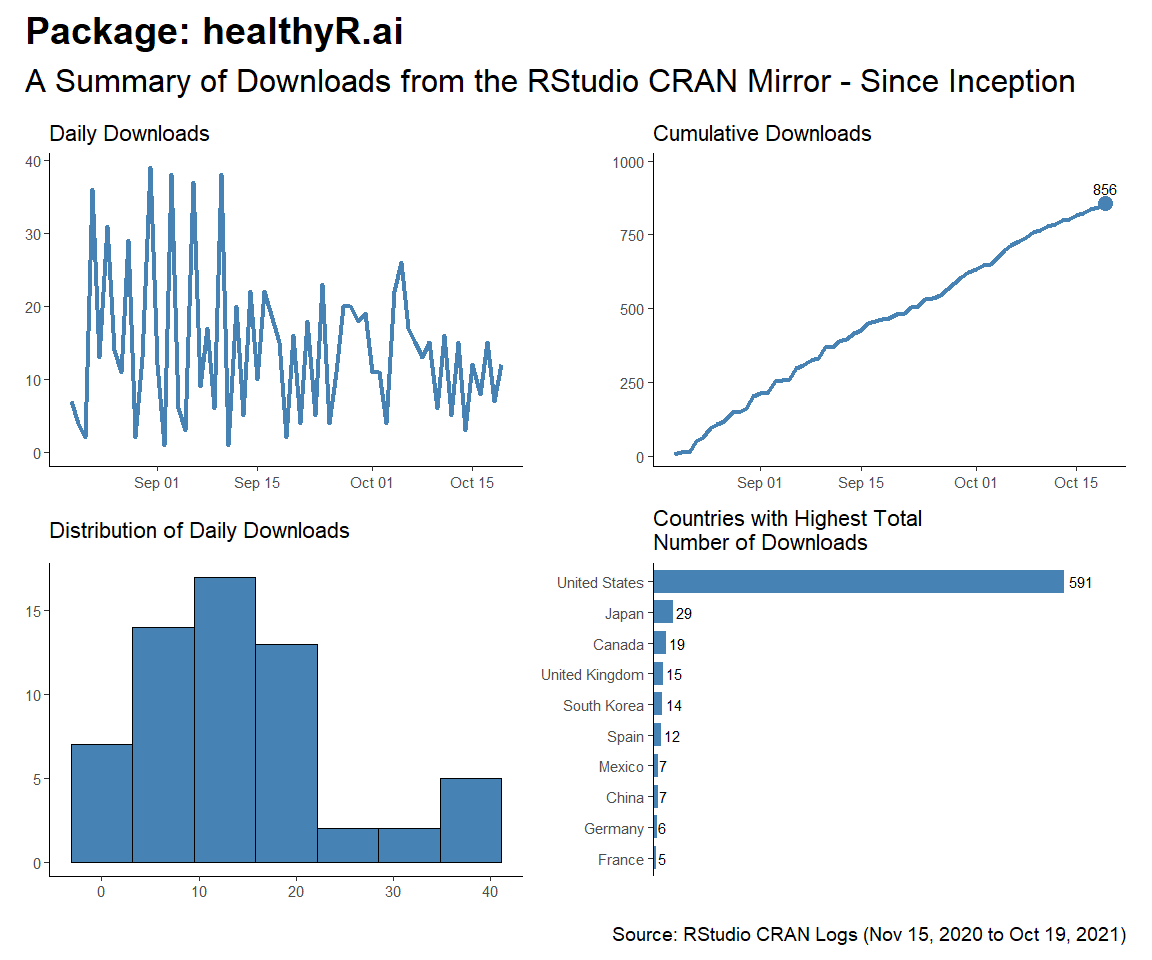 Package: healthyR.ai
A Summary of Downloads from the RStudio CRAN Mirror - Since Inception
Daily Downloads
40
30
20
10
0
Sep 01 Sep 15 Oct 01 Oct 15
Cumulative Downloads
1000
750
500
250
0
856
Sep 01 Sep 15 Oct 01 Oct 15
Distribution of Daily Downloads
15
10
5
0
0 10 20 30 40
Countries with Highest Total
Number of Downloads
United States 591
Japan 29
Canada 19
United Kingdom 15
South Korea 14
Spain 12
Mexico 7
China 7
Germany 6
France 5
Source: RStudio CRAN Logs (Nov 15, 2020 to Oct 19, 2021)